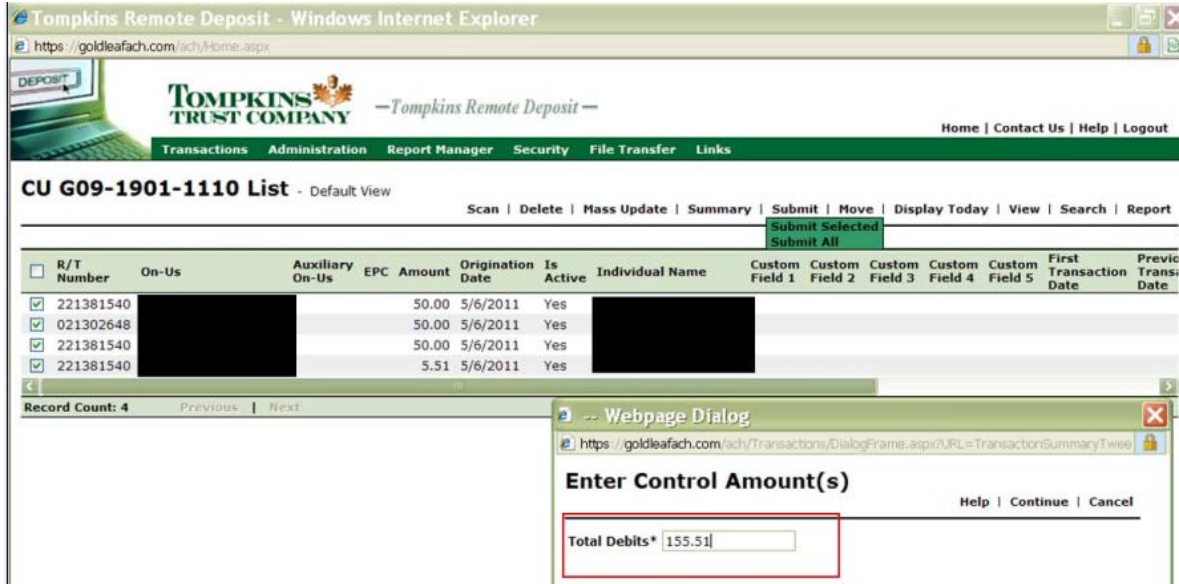 Tompkins Remote Deposit - Windows Internet Explorer
https://goldleafach.com/ach/Home.aspx
DEPOSIT
TOMPKINS
TRUST COMPANY
—Tompkins Remote Deposit—
Home | Contact Us | Help | Logout
Transactions Administration Report Manager Security File Transfer Links
CU G09-1901-1110 List - Default View
Scan | Delete | Mass Update | Summary | Submit | Move | Display Today | View | Search | Report
Submit Selected
Submit All
R/T Number On-Us Auxiliary On-Us EPC Amount Origination Date Is Active Individual Name Custom Field 1 Custom Field 2 Custom Field 3 Custom Field 4 Custom Field 5 First Transaction Date Previc Transa Date
221381540 50.00 5/6/2011 Yes
021302648 50.00 5/6/2011 Yes
221381540 50.00 5/6/2011 Yes
221381540 5.51 5/6/2011 Yes
Record Count: 4 Previous | Next
-- Webpage Dialog
https://goldleafach.com/ach/Transactions/DialogFrame.aspx?URL=TransactionSummaryTwee
Enter Control Amount(s)
Help | Continue | Cancel
Total Debits* 155.51